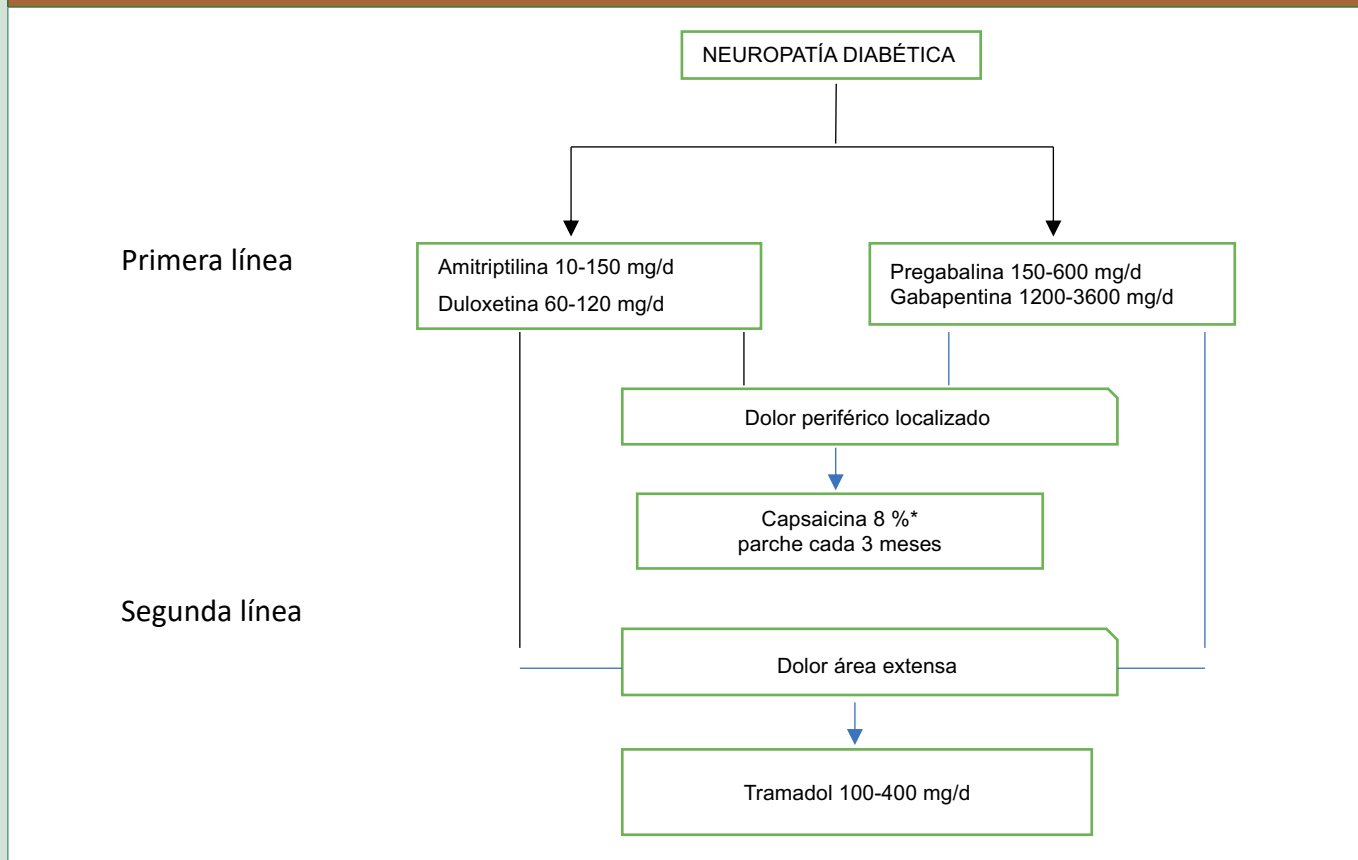 NEUROPATÍA DIABÉTICA
Primera línea
Amitriptilina 10-150 mg/d
Duloxetina 60-120 mg/d
Pregabalina 150-600 mg/d
Gabapentina 1200-3600 mg/d
Dolor periférico localizado
Capsaicina 8 %*
parche cada 3 meses
Segunda línea
Dolor área extensa
Tramadol 100-400 mg/d